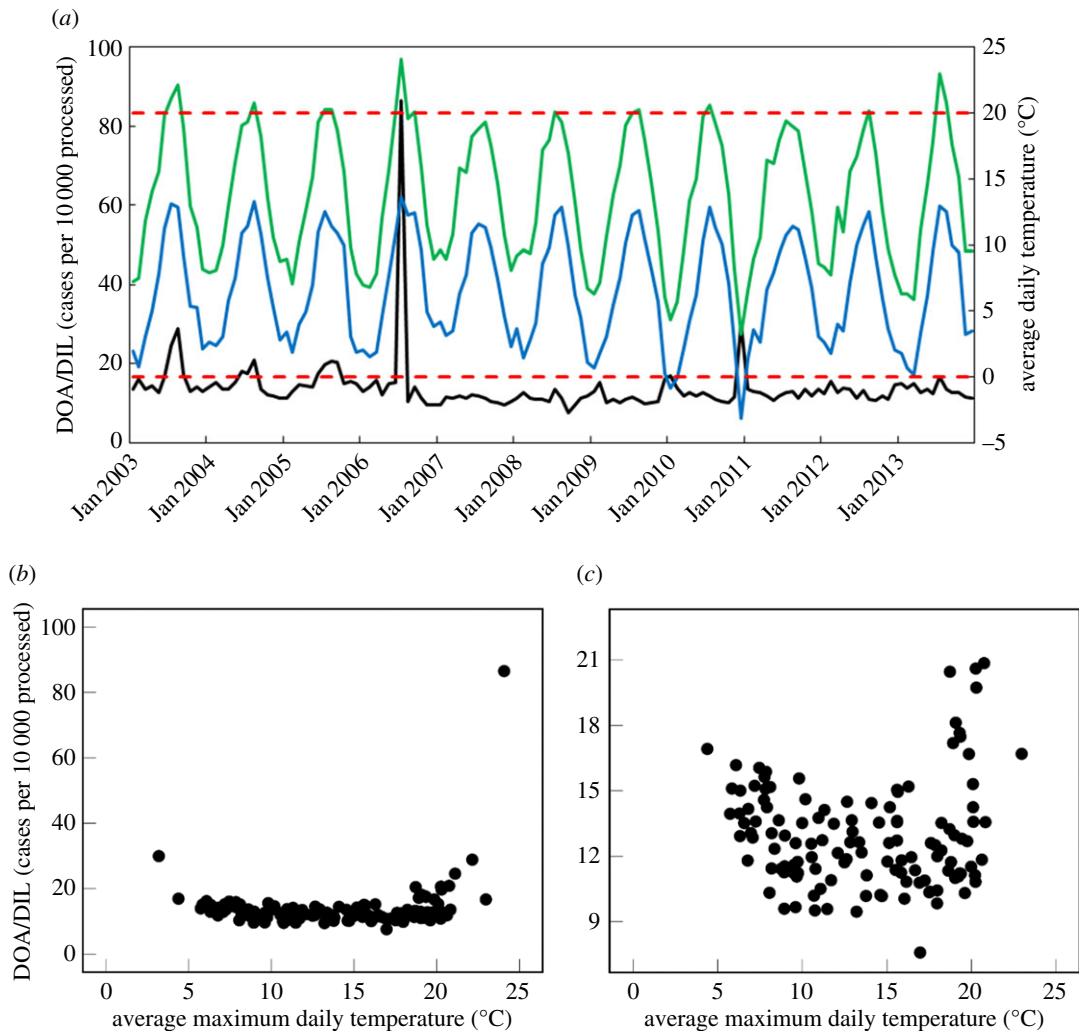 (a)
100
80
60
40
20
0
DOA/DIL (cases per 10 000 processed)
25
20
15
10
5
0
–5
average daily temperature (°C)
Jan 2003
Jan 2004
Jan 2005
Jan 2006
Jan 2007
Jan 2008
Jan 2009
Jan 2010
Jan 2011
Jan 2012
Jan 2013
(b)
DOA/DIL (cases per 10 000 processed)
100
80
60
40
20
0
0 5 10 15 20 25
average maximum daily temperature (°C)
(c)
21
18
15
12
9
0 5 10 15 20 25
average maximum daily temperature (°C)